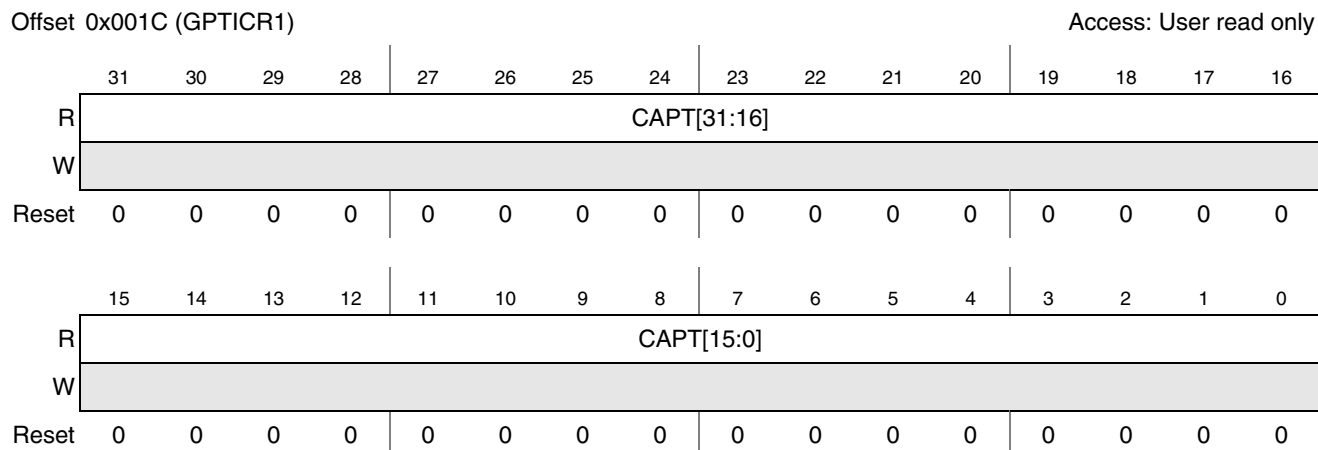 Offset 0x001C (GPTICR1) Access: User read only
31 30 29 28 27 26 25 24 23 22 21 20 19 18 17 16
R CAPT[31:16]
W
Reset 0 0 0 0 0 0 0 0 0 0 0 0 0 0 0 0
15 14 13 12 11 10 9 8 7 6 5 4 3 2 1 0
R CAPT[15:0]
W
Reset 0 0 0 0 0 0 0 0 0 0 0 0 0 0 0 0